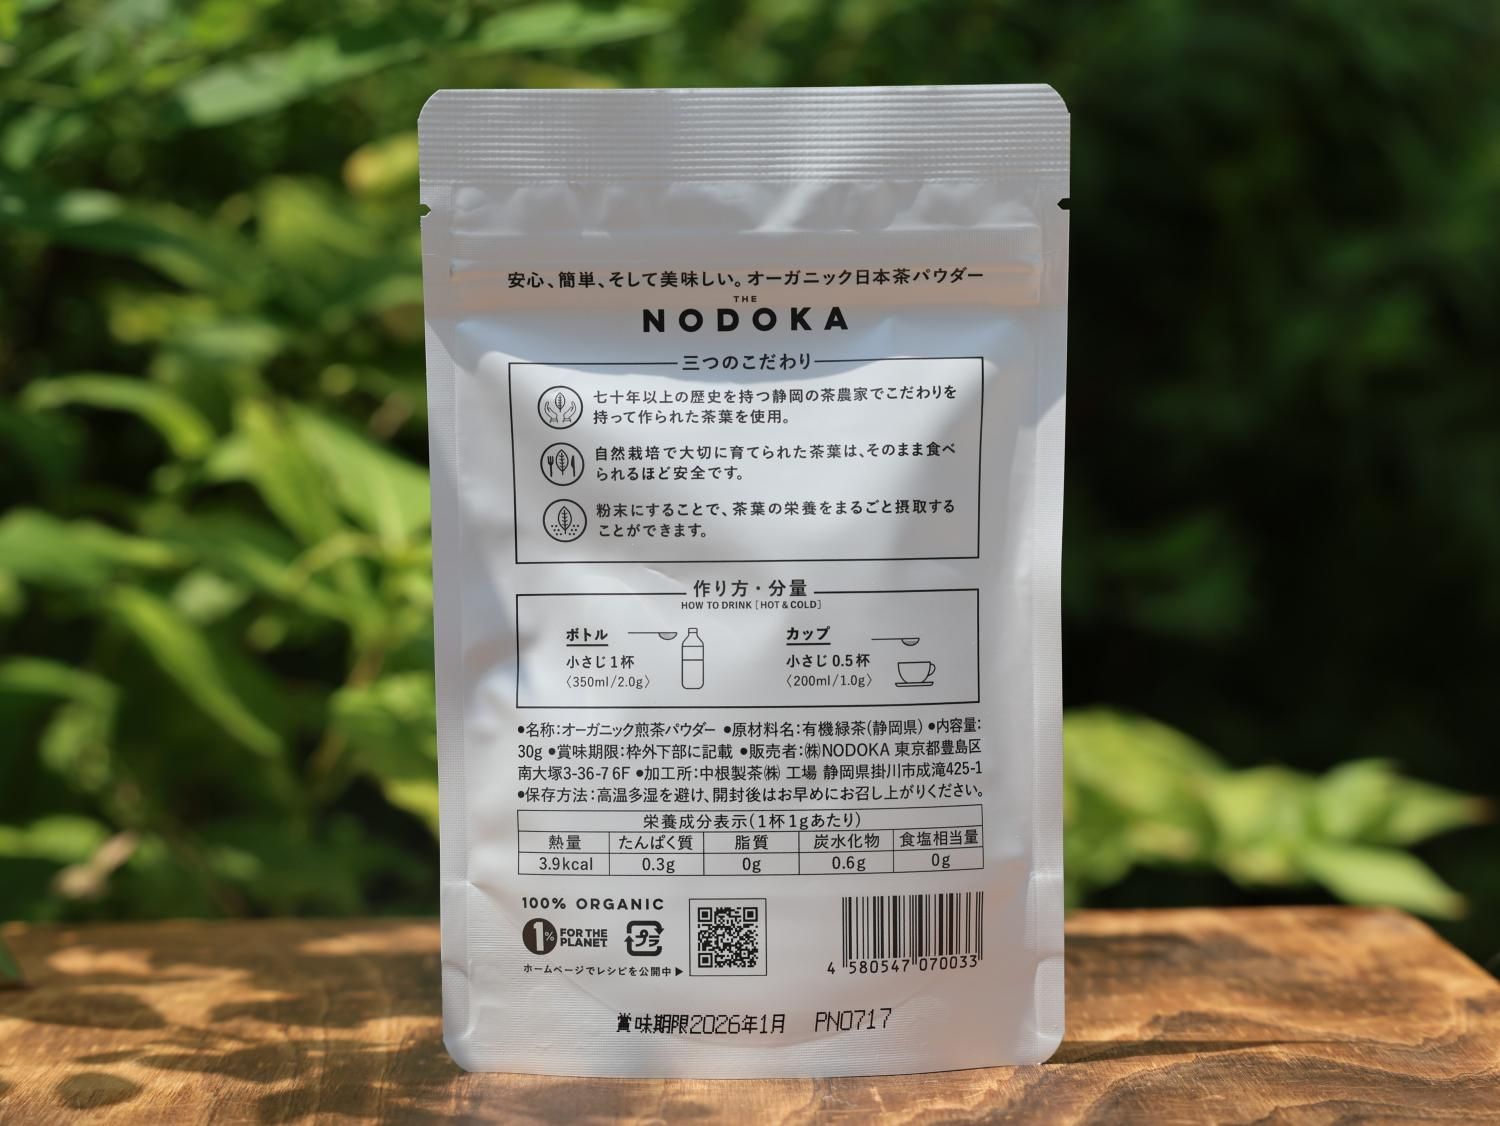 安心、簡単、そして美味しい。オーガニック日本茶パウダー
THE
NODOKA
三つのこだわり
七十年以上の歴史を持つ静岡の茶農家でこだわりを
持って作られた茶葉を使用。
自然栽培で大切に育てられた茶葉は、そのまま食べ
られるほど安全です。
粉末にすることで、茶葉の栄養をまるごと摂取する
ことができます。
作り方・分量
HOW TO DRINK [HOT & COLD]
ボトル
小さじ1杯
〈350ml/2.0g〉
カップ
小さじ0.5杯
〈200ml/1.0g〉
●名称:オーガニック煎茶パウダー ●原材料名:有機緑茶(静岡県) ●内容量:
30g ●賞味期限:枠外下部に記載 ●販売者:㈱NODOKA 東京都豊島区
南大塚3-36-7 6F ●加工所:中根製茶㈱ 工場 静岡県掛川市成滝425-1
●保存方法:高温多湿を避け、開封後はお早めにお召し上がりください。
栄養成分表示(1杯1gあたり)
熱量 たんぱく質 脂質 炭水化物 食塩相当量
3.9kcal 0.3g 0g 0.6g 0g
100% ORGANIC
1% FOR THE
PLANET.
プラ
ホームページでレシピを公開中▶
4 580547 070033
賞味期限2026年1月 PN0717